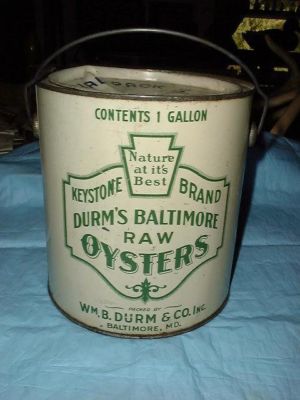 CONTENTS 1 GALLON
Nature
at it's
Best
KEYSTONE BRAND
DURM'S BALTIMORE
RAW
OYSTERS
PACKED BY
WM. B. DURM & CO. INC.
BALTIMORE, MD.